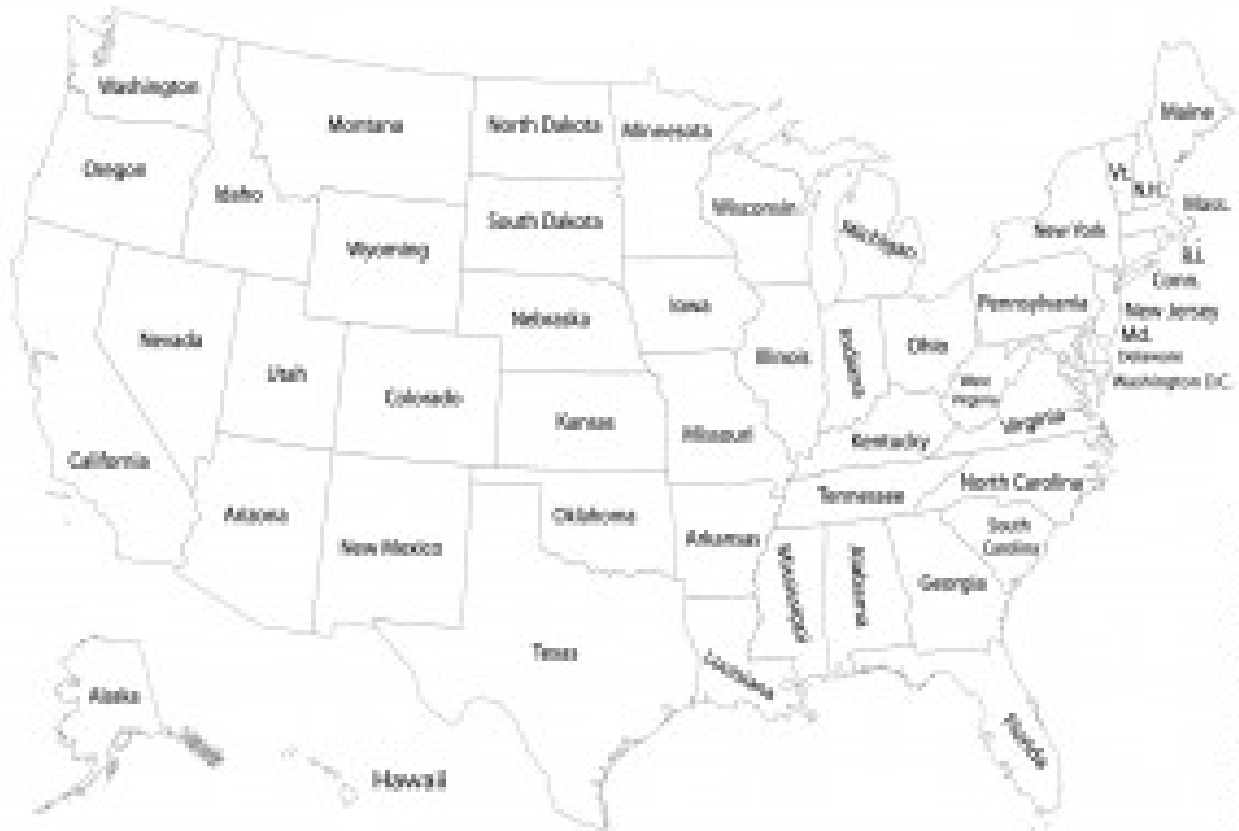 Washington
Montana
North Dakota
Minnesota
Maine
Oregon
Idaho
Vt.
N.H.
Wisconsin
Mass.
South Dakota
New York
Michigan
Wyoming
R.I.
Conn.
Iowa
Pennsylvania
New Jersey
Nebraska
Md.
Nevada
Ohio
Illinois
Indiana
Delaware
Utah
Washington D.C.
West
Virginia
Colorado
Kansas
Virginia
Missouri
Kentucky
California
North Carolina
Tennessee
Arizona
Oklahoma
South
Carolina
Arkansas
New Mexico
Georgia
Mississippi
Alabama
Texas
Louisiana
Alaska
Florida
Hawaii